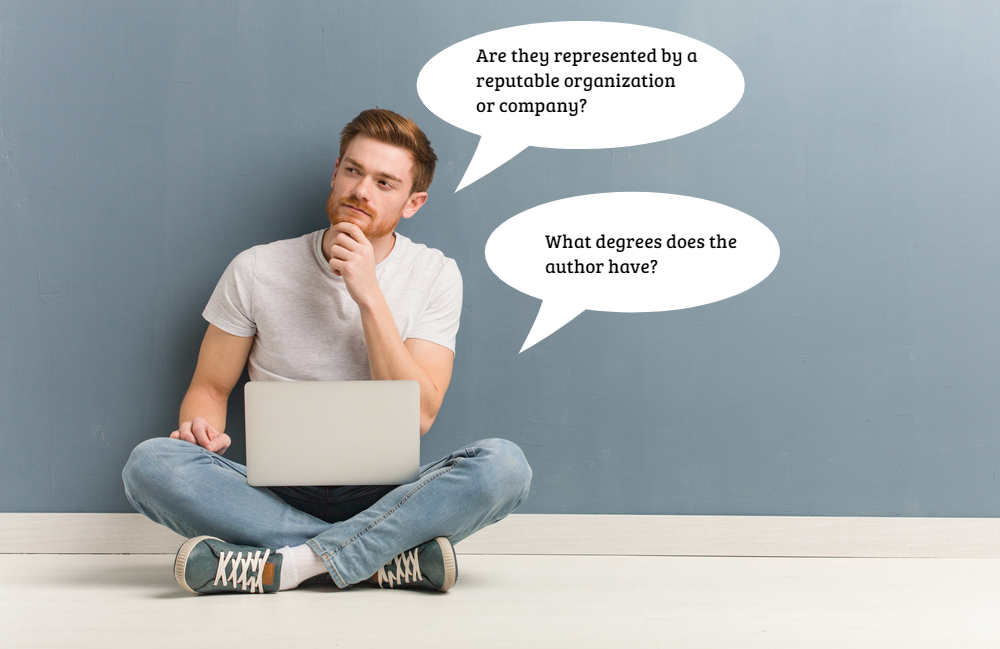 Are they represented by a
reputable organization
or company?
What degrees does the
author have?